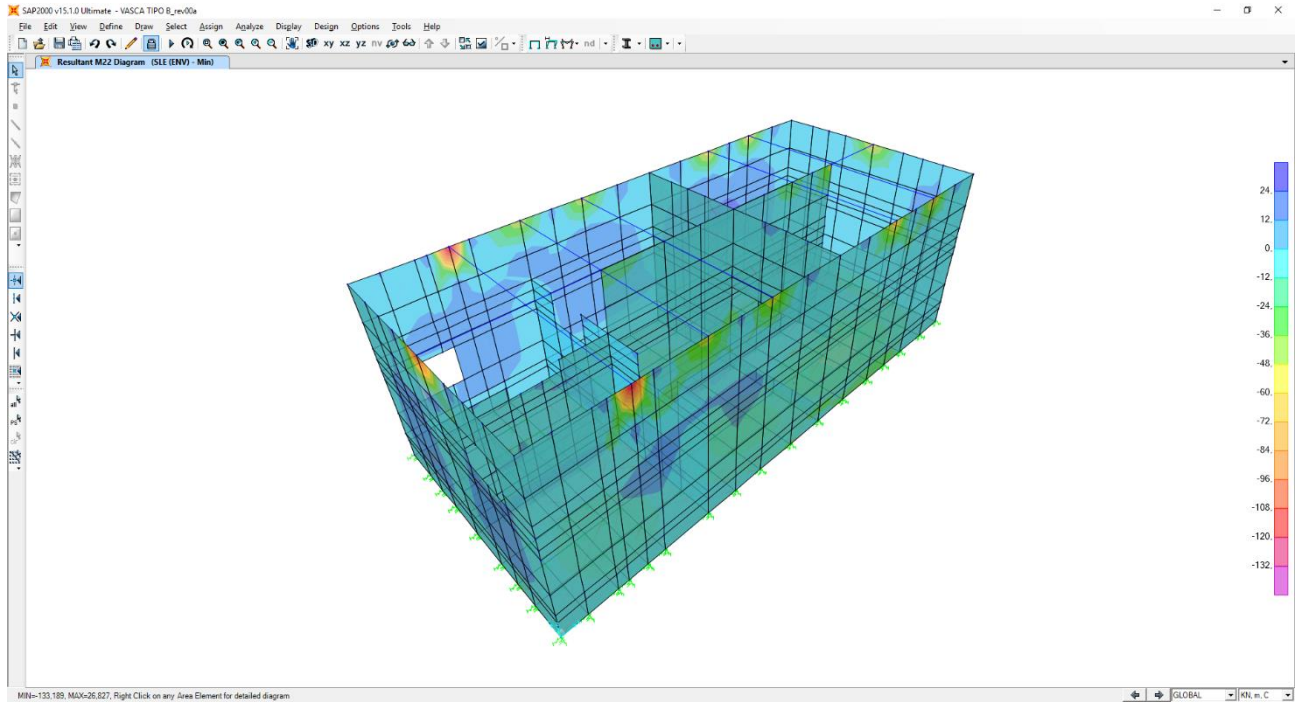 SAP2000 v15.1.0 Ultimate - VASCA TIPO B_rev00a
File Edit View Define Draw Select Assign Analyze Display Design Options Tools Help
xy xz yz nv nd
Resultant M22 Diagram (SLE (ENV) - Min)
24,
12,
0,
-12,
-24,
-36,
-48,
-60,
-72,
-84,
-96,
-108,
-120,
-132,
MIN=-133,189, MAX=26,827, Right Click on any Area Element for detailed diagram
GLOBAL
KN, m, C